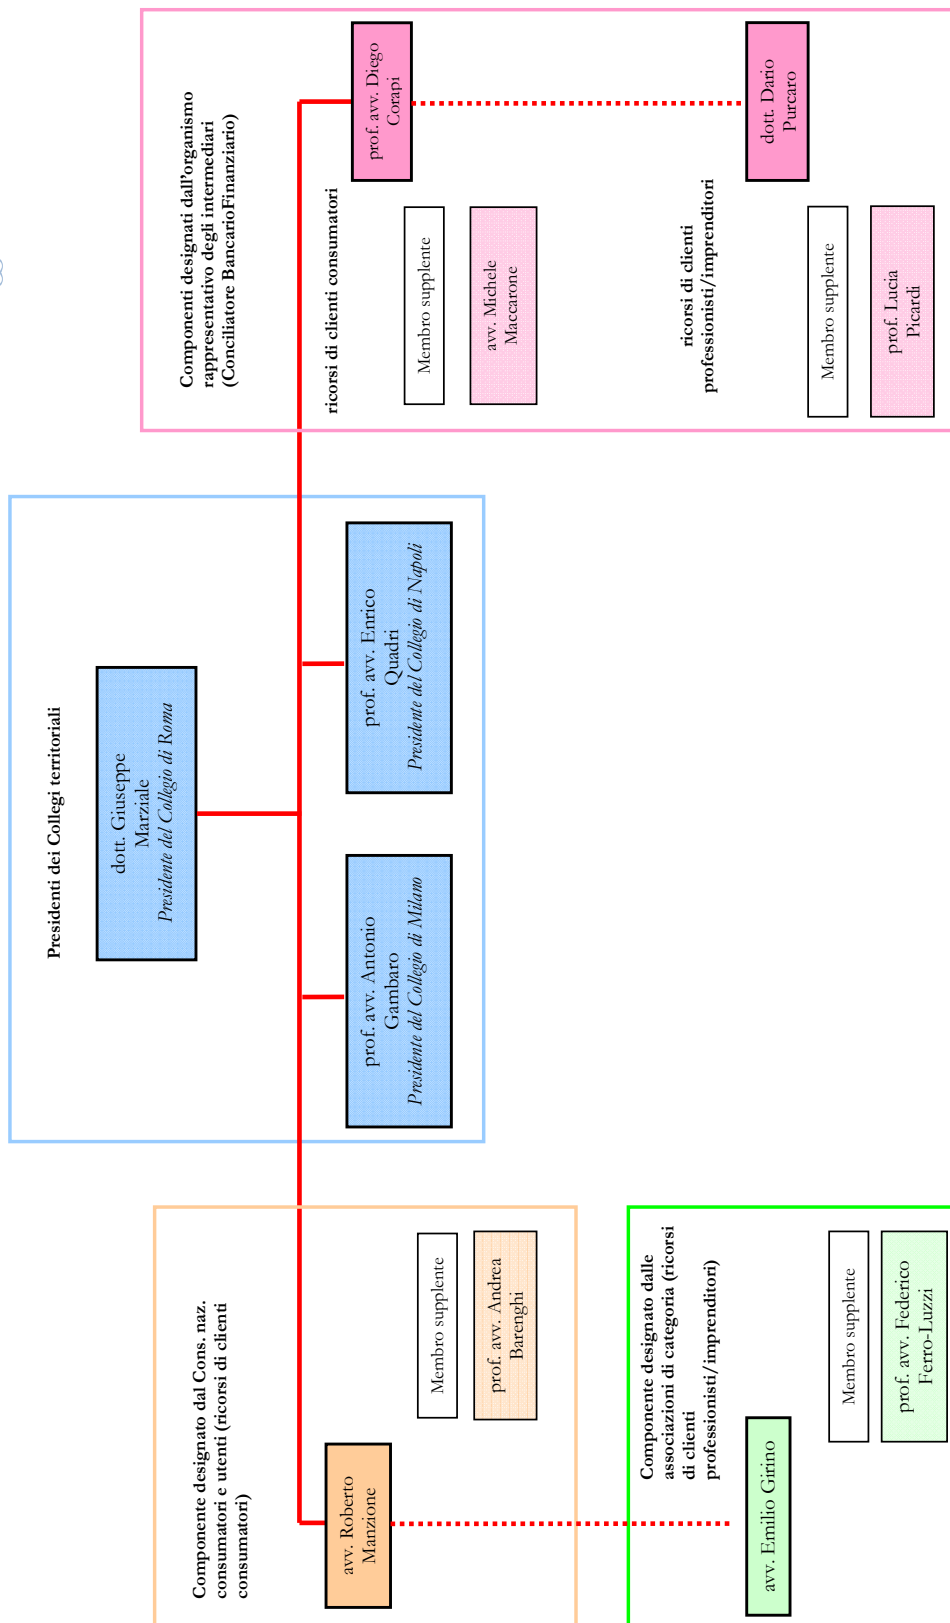 Presidenti dei Collegi territoriali
dott. Giuseppe
Marziale
Presidente del Collegio di Roma
prof. avv. Antonio
Gambaro
Presidente del Collegio di Milano
prof. avv. Enrico
Quadri
Presidente del Collegio di Napoli
Componente designato dal Cons. naz.
consumatori e utenti (ricorsi di clienti
consumatori)
avv. Roberto
Manzione
Membro supplente
prof. avv. Andrea
Barenghi
Componente designato dalle
associazioni di categoria (ricorsi
di clienti
professionisti/imprenditori)
avv. Emilio Girino
Membro supplente
prof. avv. Federico
Ferro-Luzzi
Componenti designati dall'organismo
rappresentativo degli intermediari
(Conciliatore BancarioFinanziario)
prof. avv. Diego
Corapi
ricorsi di clienti consumatori
Membro supplente
avv. Michele
Maccarone
dott. Dario
Purcaro
ricorsi di clienti
professionisti/imprenditori
Membro supplente
prof. Lucia
Picardi